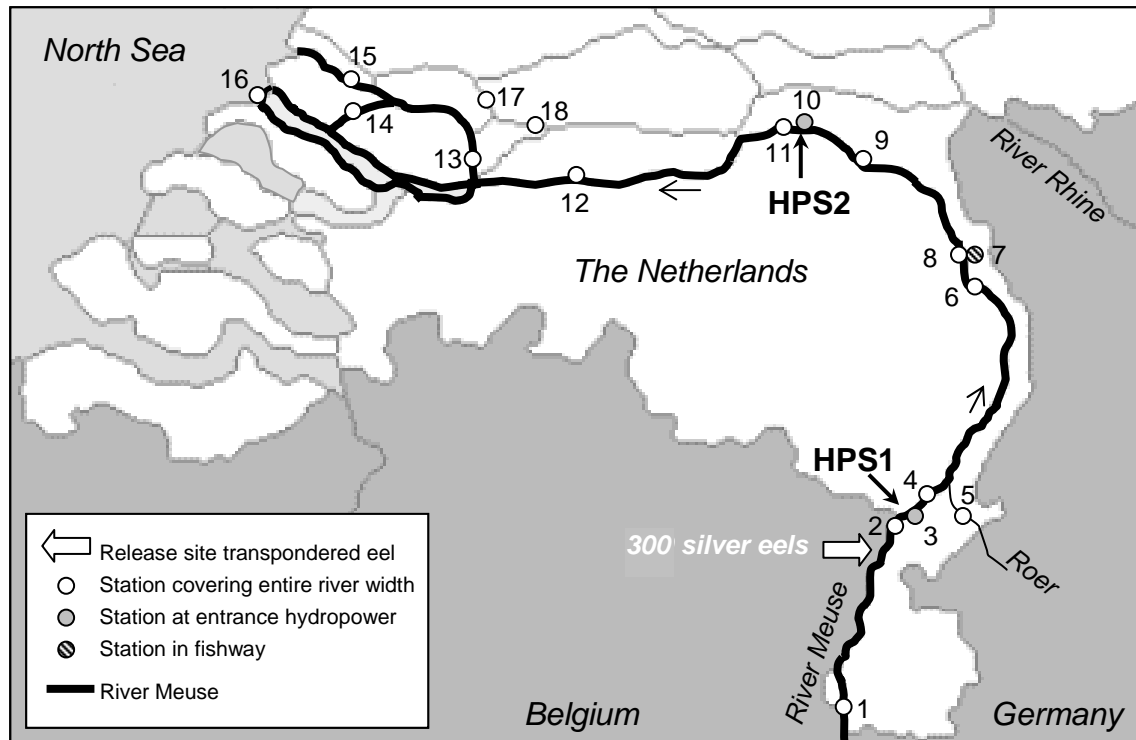 North Sea
15
16
17
10
14
18
11
9
13
River Rhine
12
HPS2
8
7
The Netherlands
6
HPS1
4
5
2
3
300 silver eels
Roer
River Meuse
1
Belgium
Germany
Release site transpondered eel
Station covering entire river width
Station at entrance hydropower
Station in fishway
River Meuse